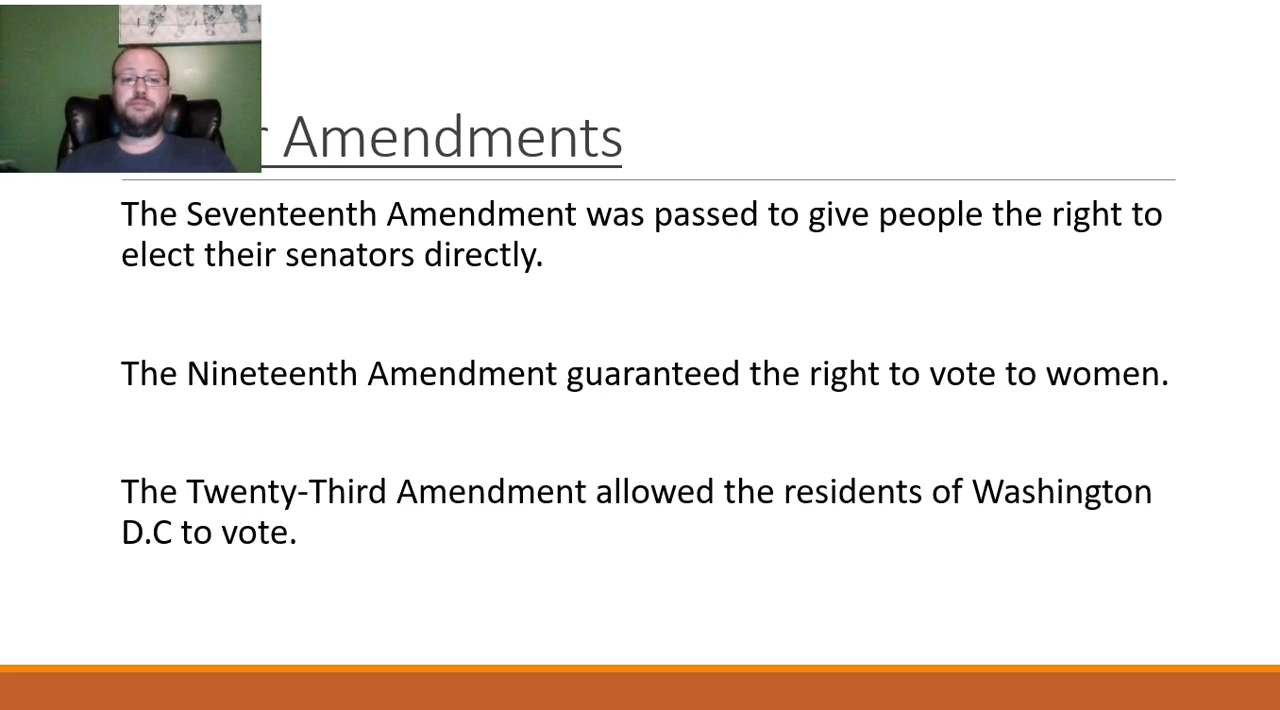 Amendments
The Seventeenth Amendment was passed to give people the right to
elect their senators directly.
The Nineteenth Amendment guaranteed the right to vote to women.
The Twenty-Third Amendment allowed the residents of Washington
D.C to vote.